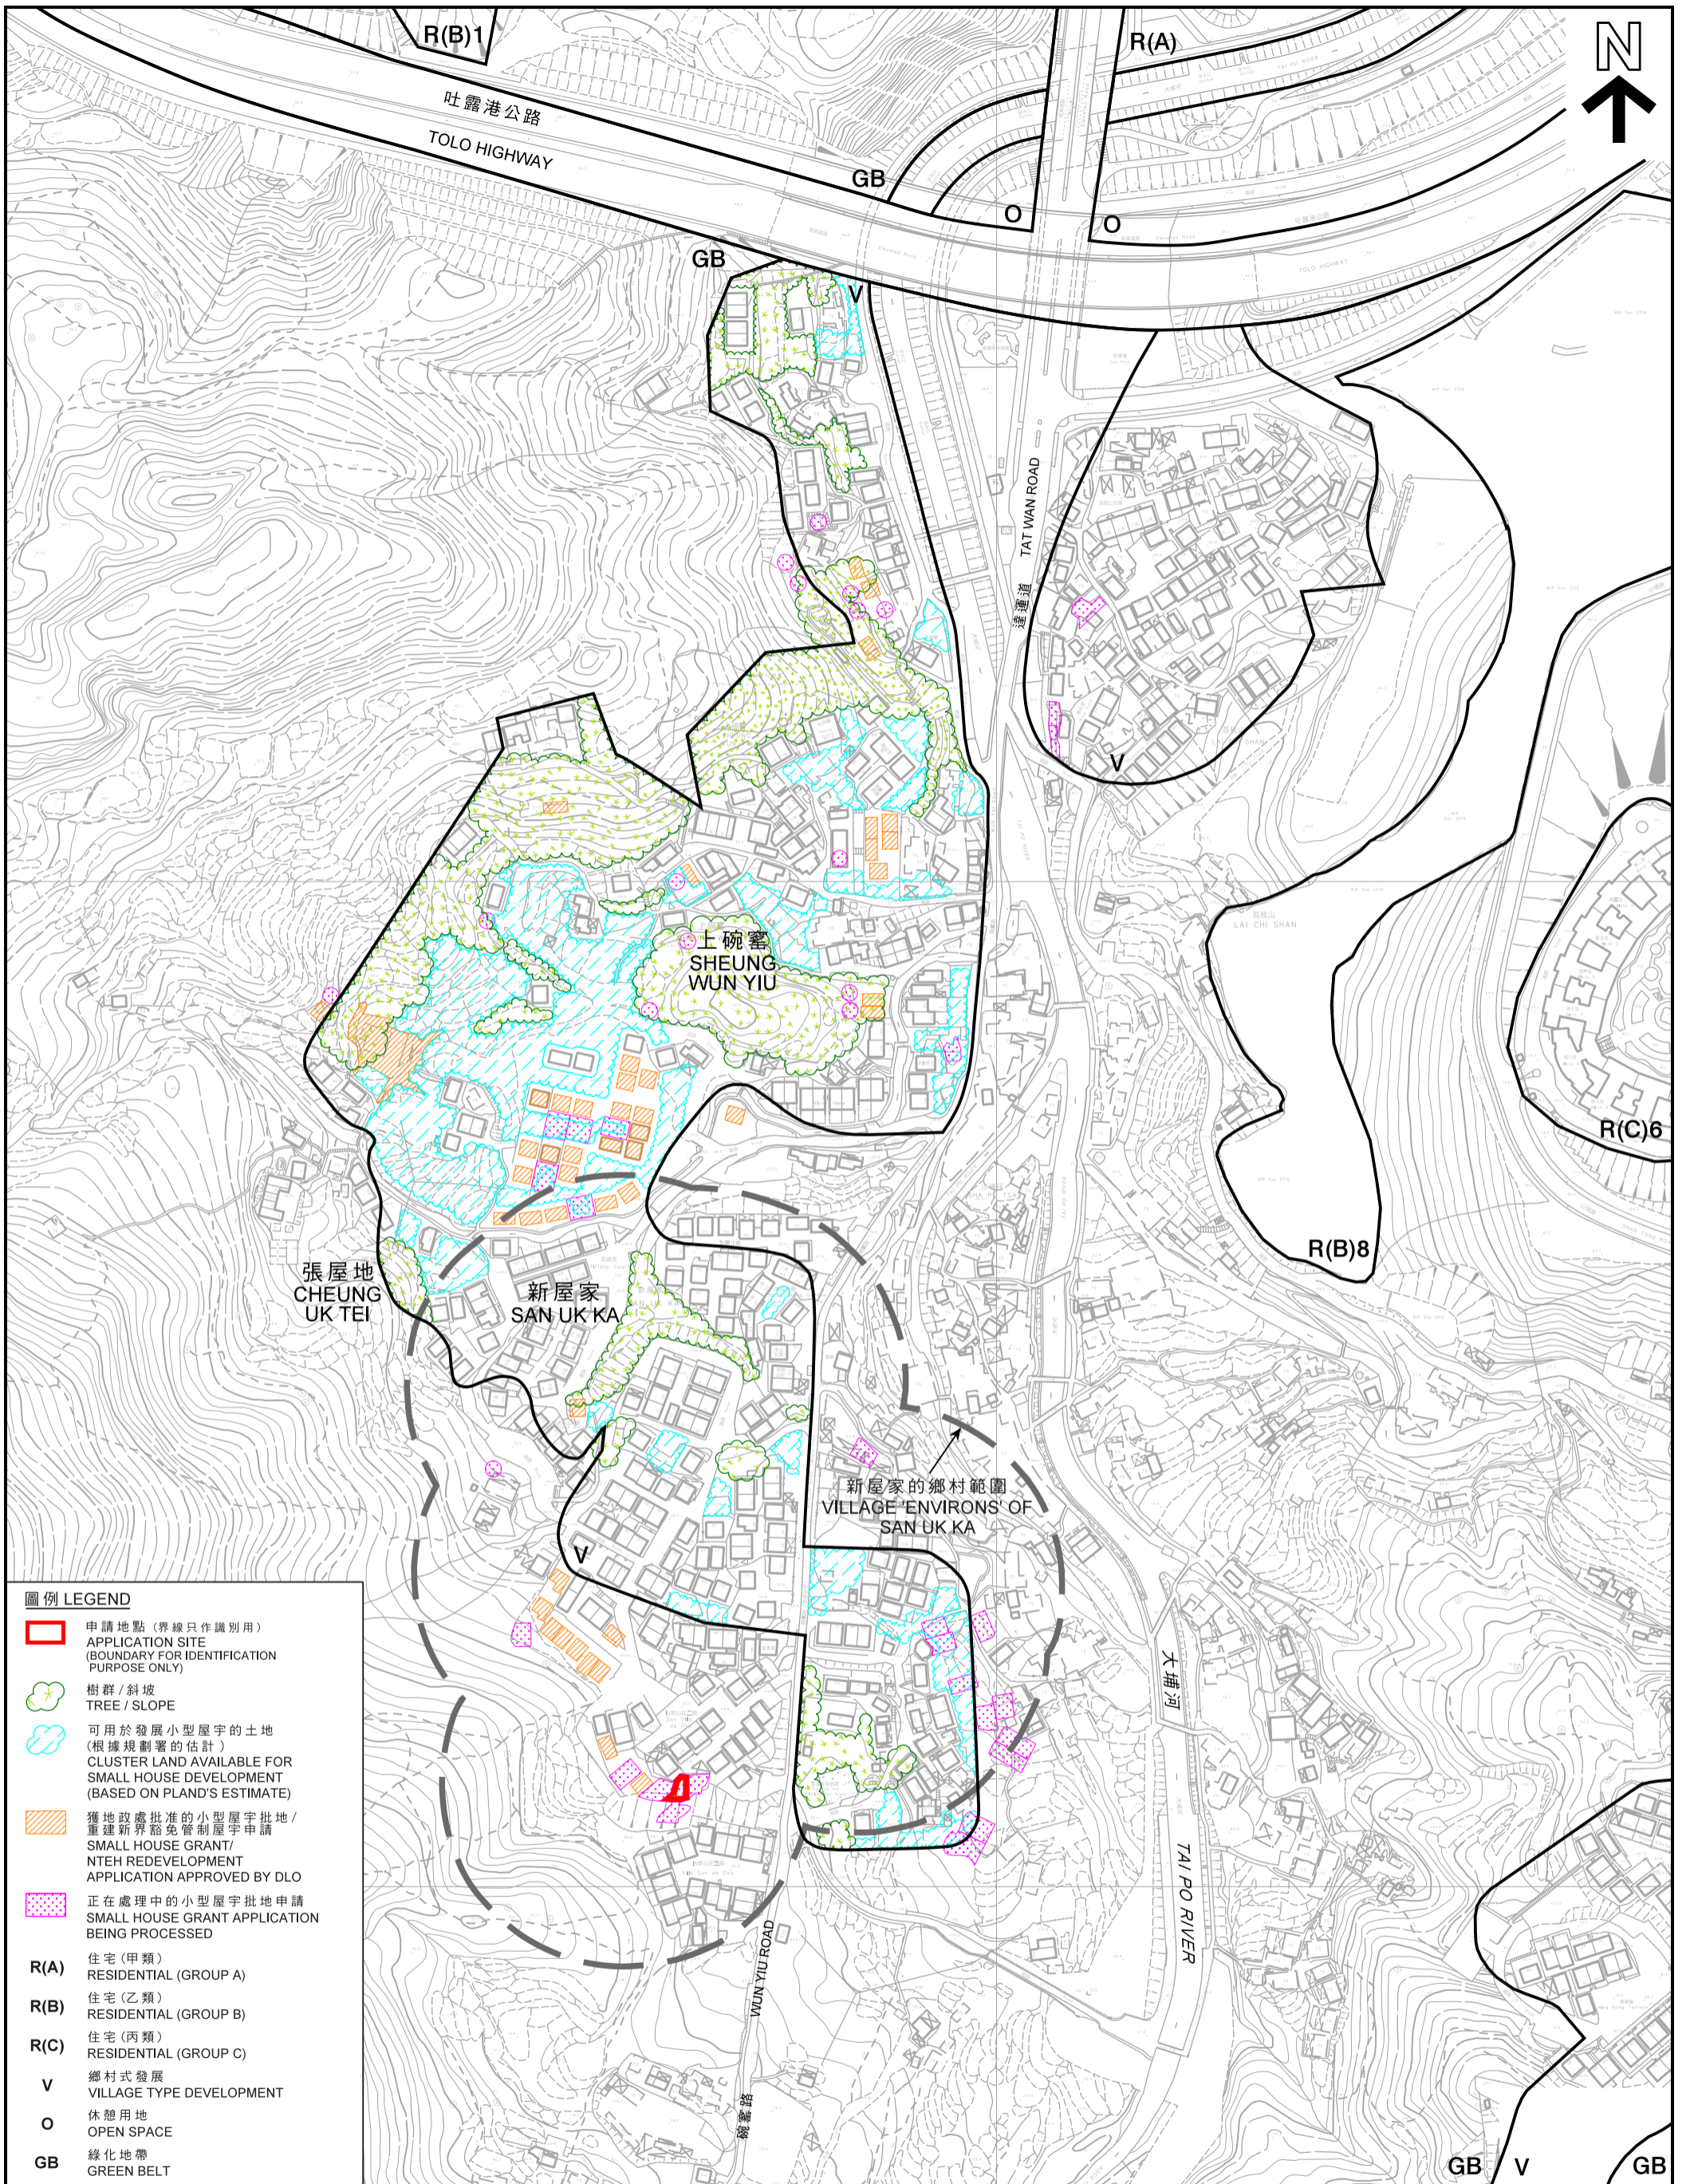 R(B)1
R(A)
N
吐露港公路
TOLO HIGHWAY
GB
O
O
TOLO HIGHWAY
GB
V
達運道 TAT WAN ROAD
V
荔枝山
LAI CHI SHAN
上碗窰
SHEUNG
WUN YIU
R(C)6
R(B)8
張屋地
CHEUNG
UK TEI
新屋家
SAN UK KA
新屋家的鄉村範圍
VILLAGE 'ENVIRONS' OF
SAN UK KA
V
大埔河
TAI PO RIVER
WUN YIU ROAD
碗窰路
GB
V
GB
圖例 LEGEND
申請地點 (界線只作識別用)
APPLICATION SITE
(BOUNDARY FOR IDENTIFICATION
PURPOSE ONLY)
樹群 / 斜坡
TREE / SLOPE
可用於發展小型屋宇的土地
(根據規劃署的估計)
CLUSTER LAND AVAILABLE FOR
SMALL HOUSE DEVELOPMENT
(BASED ON PLAND'S ESTIMATE)
獲地政處批准的小型屋宇批地 /
重建新界豁免管制屋宇申請
SMALL HOUSE GRANT/
NTEH REDEVELOPMENT
APPLICATION APPROVED BY DLO
正在處理中的小型屋宇批地申請
SMALL HOUSE GRANT APPLICATION
BEING PROCESSED
R(A) 住宅 (甲類)
RESIDENTIAL (GROUP A)
R(B) 住宅 (乙類)
RESIDENTIAL (GROUP B)
R(C) 住宅 (丙類)
RESIDENTIAL (GROUP C)
V 鄉村式發展
VILLAGE TYPE DEVELOPMENT
O 休憩用地
OPEN SPACE
GB 綠化地帶
GREEN BELT